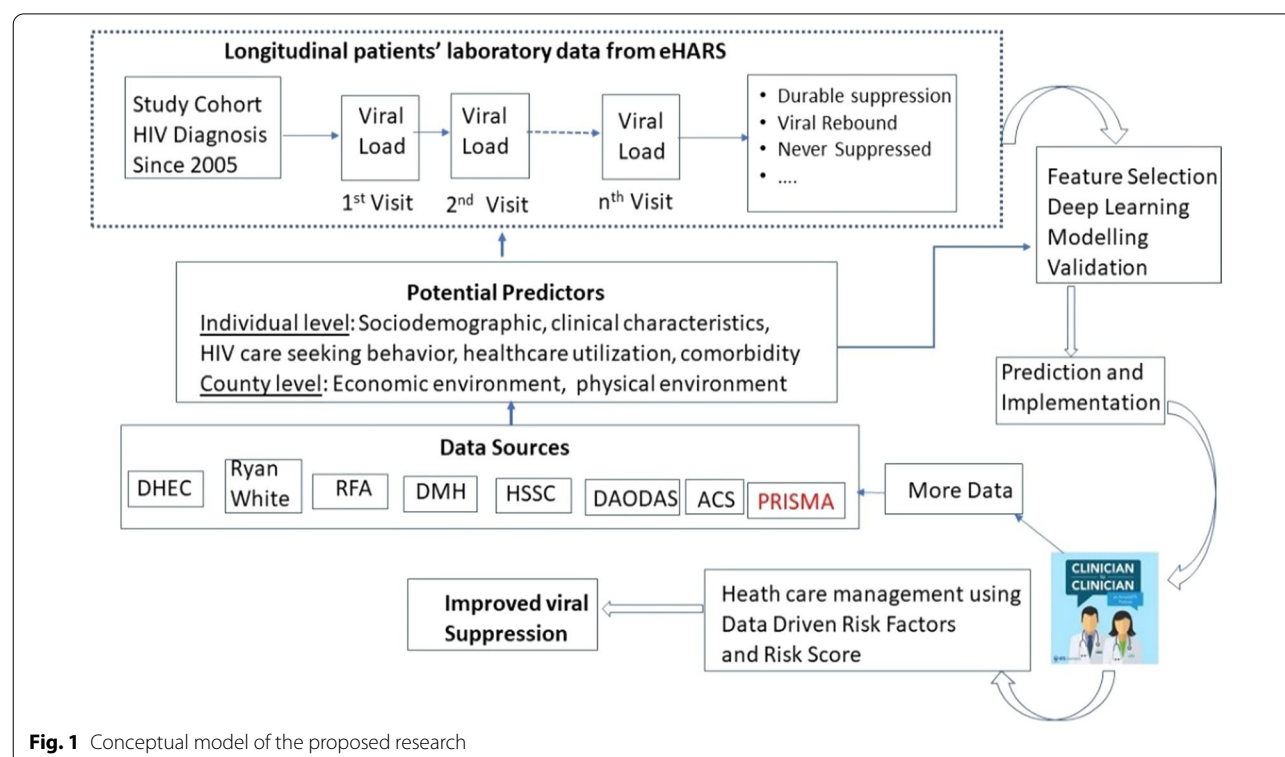 Longitudinal patients' laboratory data from eHARS
Study Cohort
HIV Diagnosis
Since 2005
Viral
Load
1st Visit
Viral
Load
2nd Visit
Viral
Load
nth Visit
• Durable suppression
• Viral Rebound
• Never Suppressed
• ....
Feature Selection
Deep Learning
Modelling
Validation
Potential Predictors
Individual level: Sociodemographic, clinical characteristics,
HIV care seeking behavior, healthcare utilization, comorbidity
County level: Economic environment, physical environment
Prediction and
Implementation
Data Sources
DHEC
Ryan
White
RFA
DMH
HSSC
DAODAS
ACS
PRISMA
More Data
CLINICIAN
CLINICIAN
Heath care management using
Data Driven Risk Factors
and Risk Score
Improved viral
Suppression
Fig. 1 Conceptual model of the proposed research